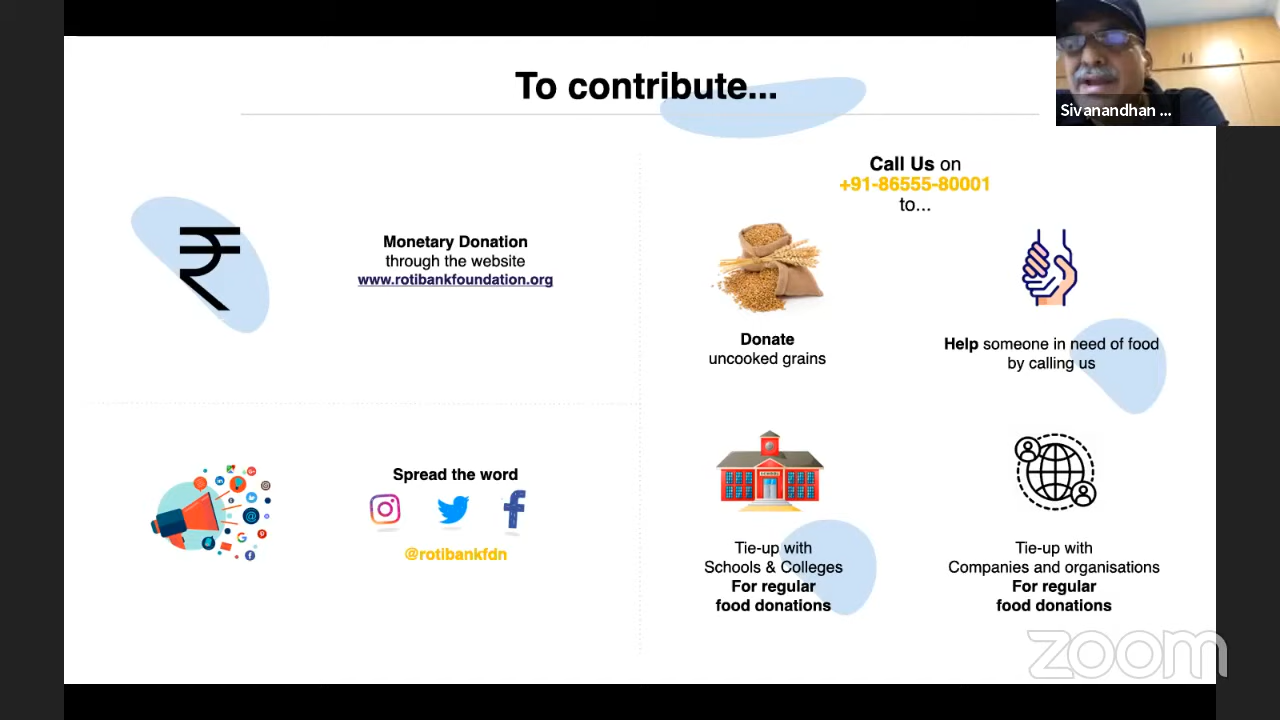 To contribute...
Sivanandhan ...
Monetary Donation
through the website
www.rotibankfoundation.org
Spread the word
@rotibankfdn
Call Us on
+91-86555-80001
to...
Donate
uncooked grains
Help someone in need of food
by calling us
SCHOOL
Tie-up with
Schools & Colleges
For regular
food donations
Tie-up with
Companies and organisations
For regular
food donations
zoom